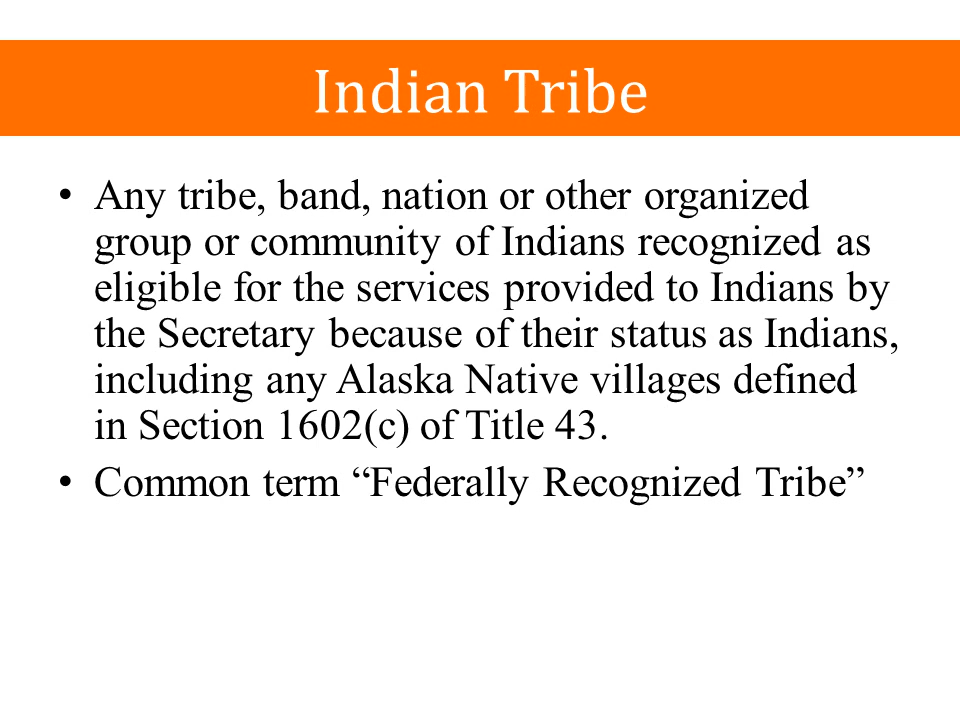 Indian Tribe
• Any tribe, band, nation or other organized
group or community of Indians recognized as
eligible for the services provided to Indians by
the Secretary because of their status as Indians,
including any Alaska Native villages defined
in Section 1602(c) of Title 43.
• Common term “Federally Recognized Tribe”